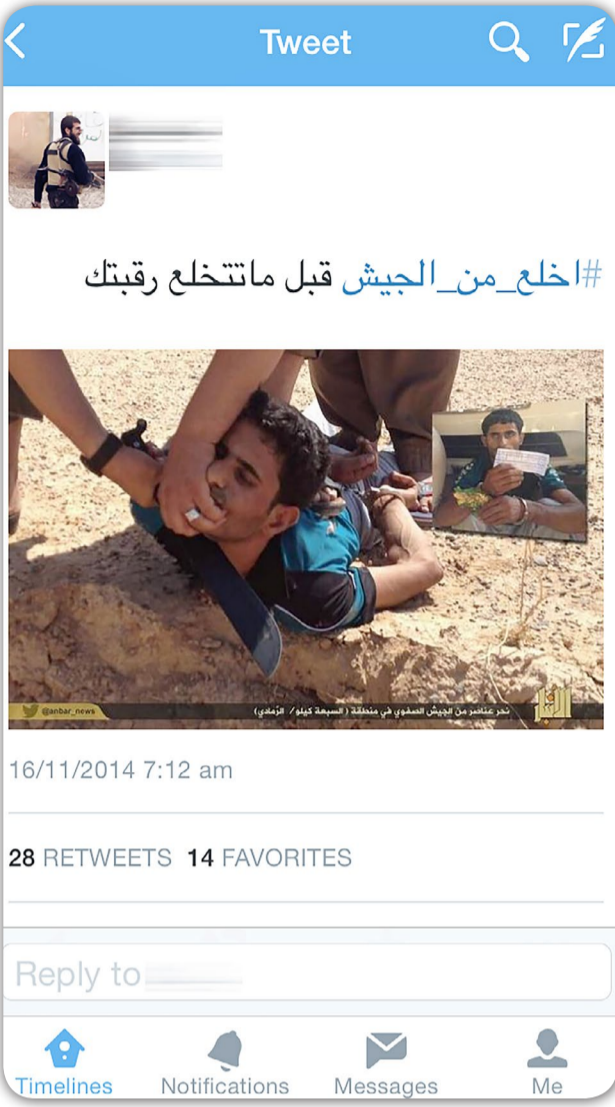 Tweet
#اخلع_من_الجيش قبل ماتتخلع رقبتك
@anbar_news
نحر عناصر من الجيش الصفوي في منطقة ( السبعة كيلو / الرمادي)
16/11/2014 7:12 am
28 RETWEETS 14 FAVORITES
Reply to
Timelines Notifications Messages Me